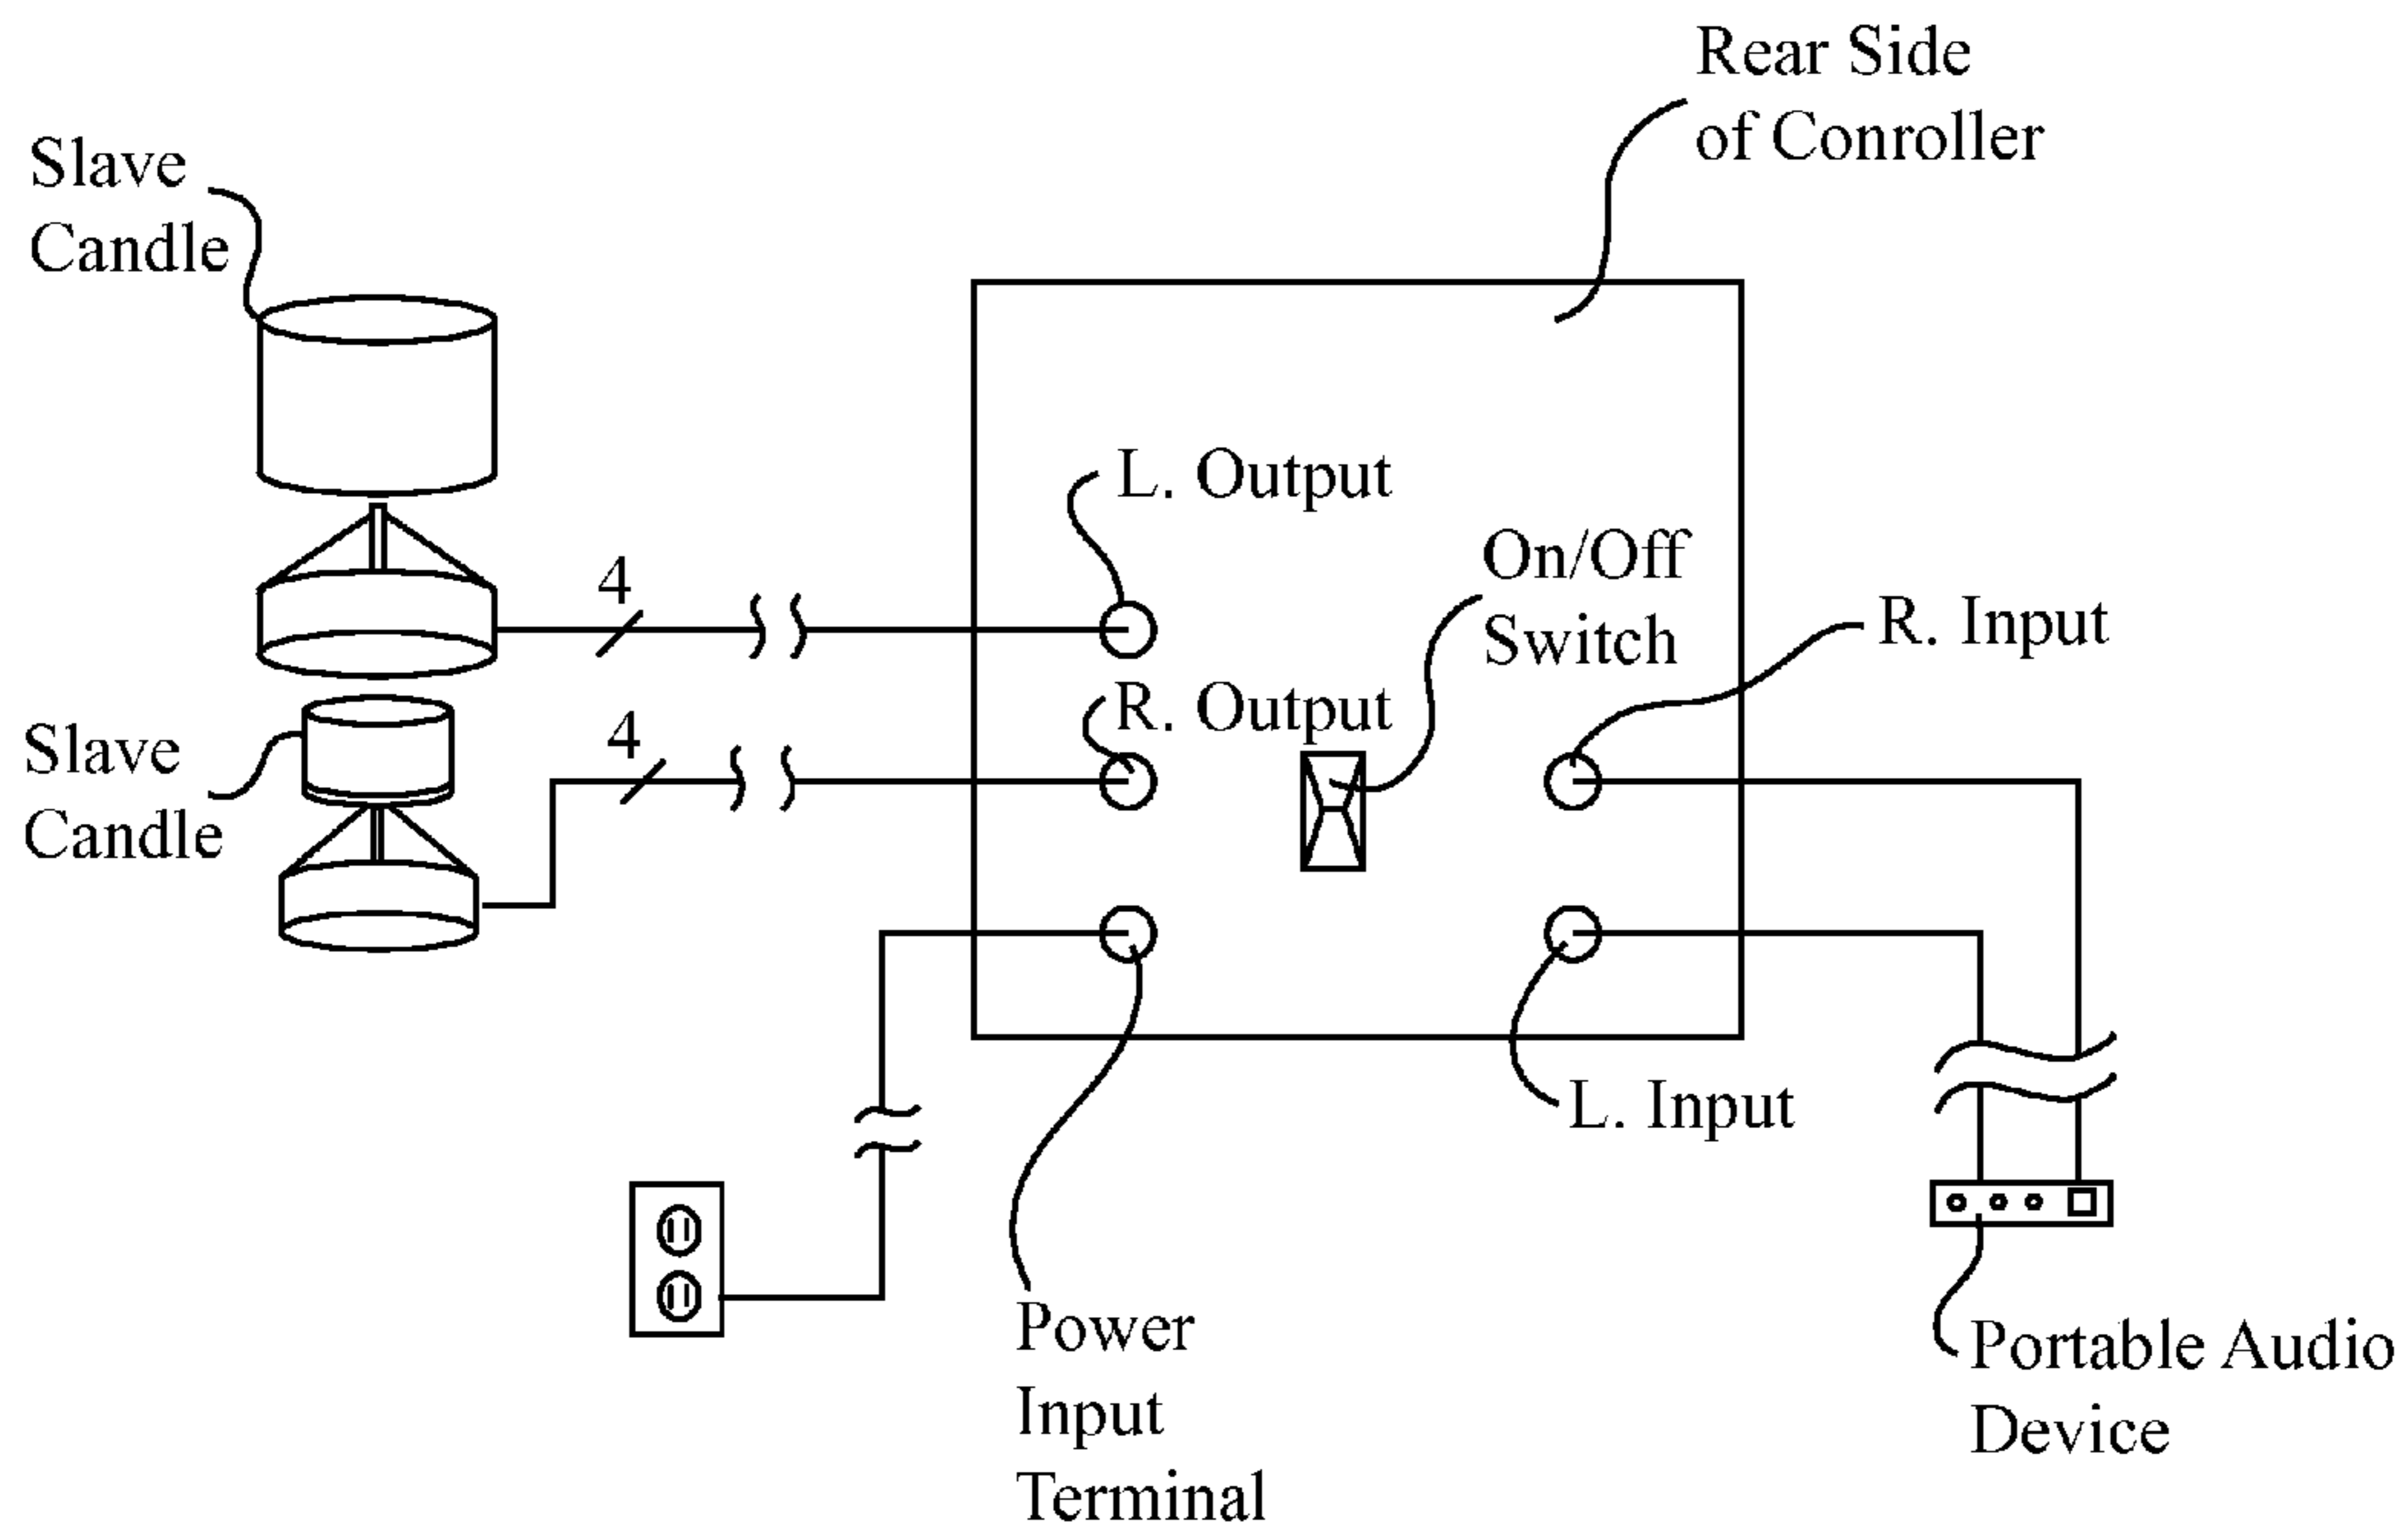 Rear Side
of Conroller
Slave
Candle
L. Output
On/Off
Switch
4
R. Input
R. Output
4
Slave
Candle
L. Input
Power
Input
Terminal
Portable Audio
Device